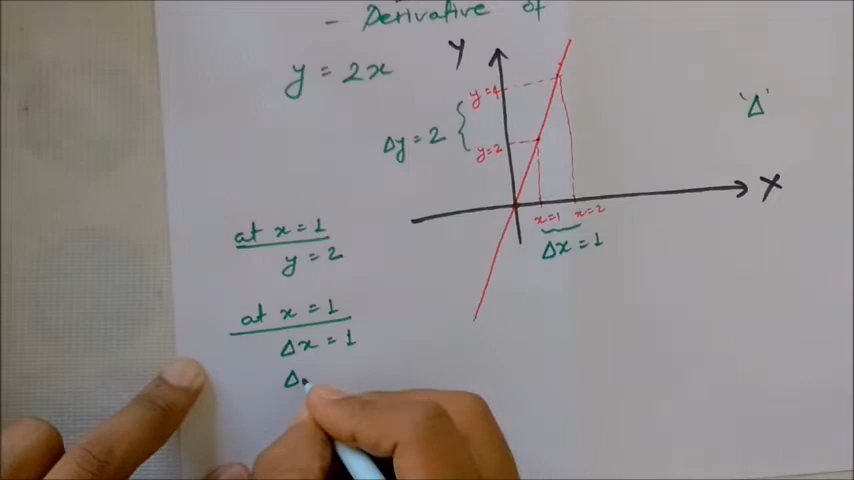 - Derivative of
y = 2x
Y
y=4
Δy = 2 {
y=2
'Δ'
X
x=1 x=2
Δx = 1
at x = 1
y = 2
at x = 1
Δx = 1
Δ